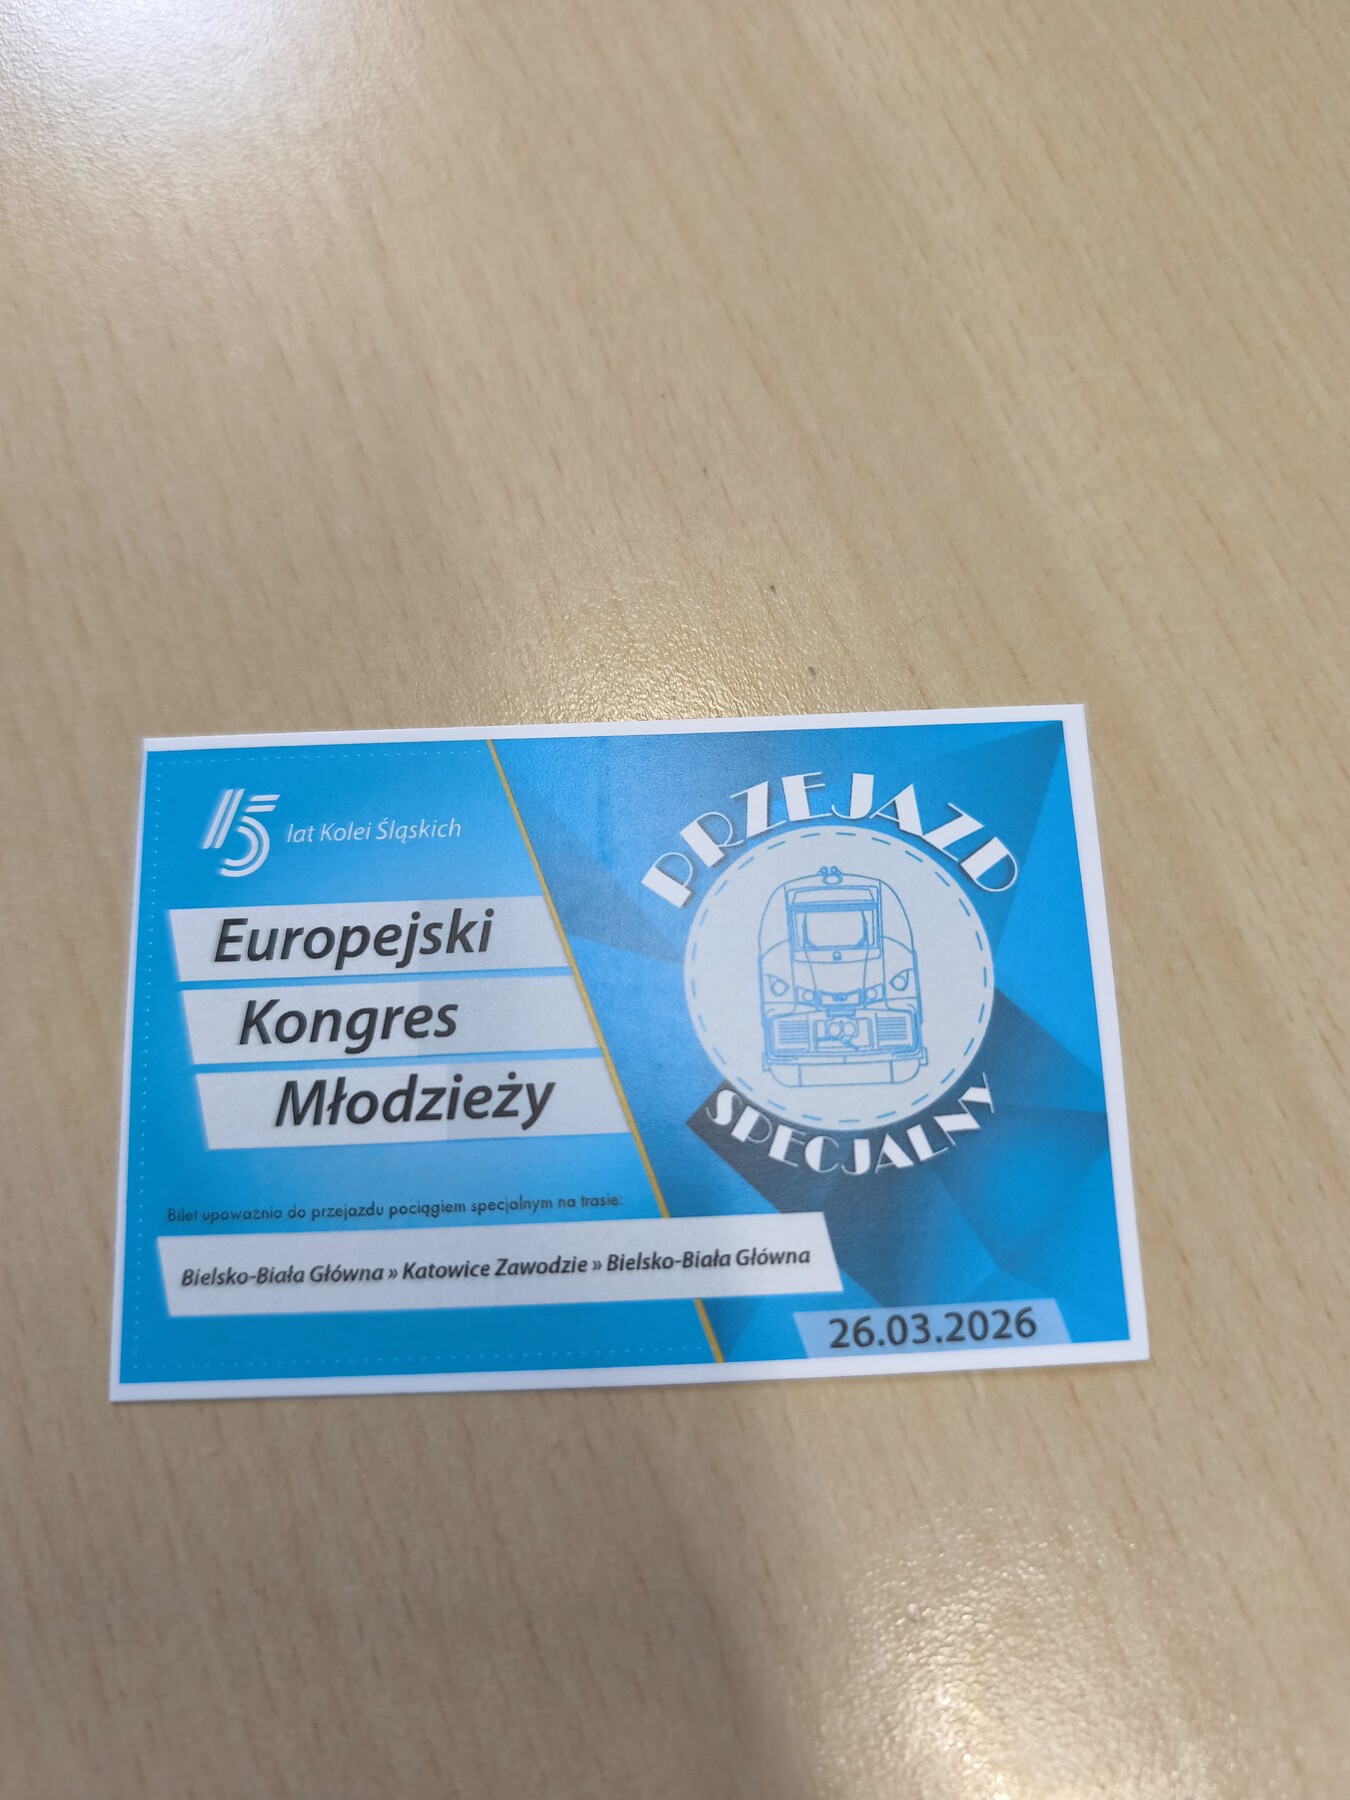 15 lat Kolei Śląskich
Europejski
Kongres
Młodzieży
PRZEJAZD
SPECJALNY
Bilet upoważnia do przejazdu pociągiem specjalnym na trasie:
Bielsko-Biała Główna » Katowice Zawodzie » Bielsko-Biała Główna
26.03.2026